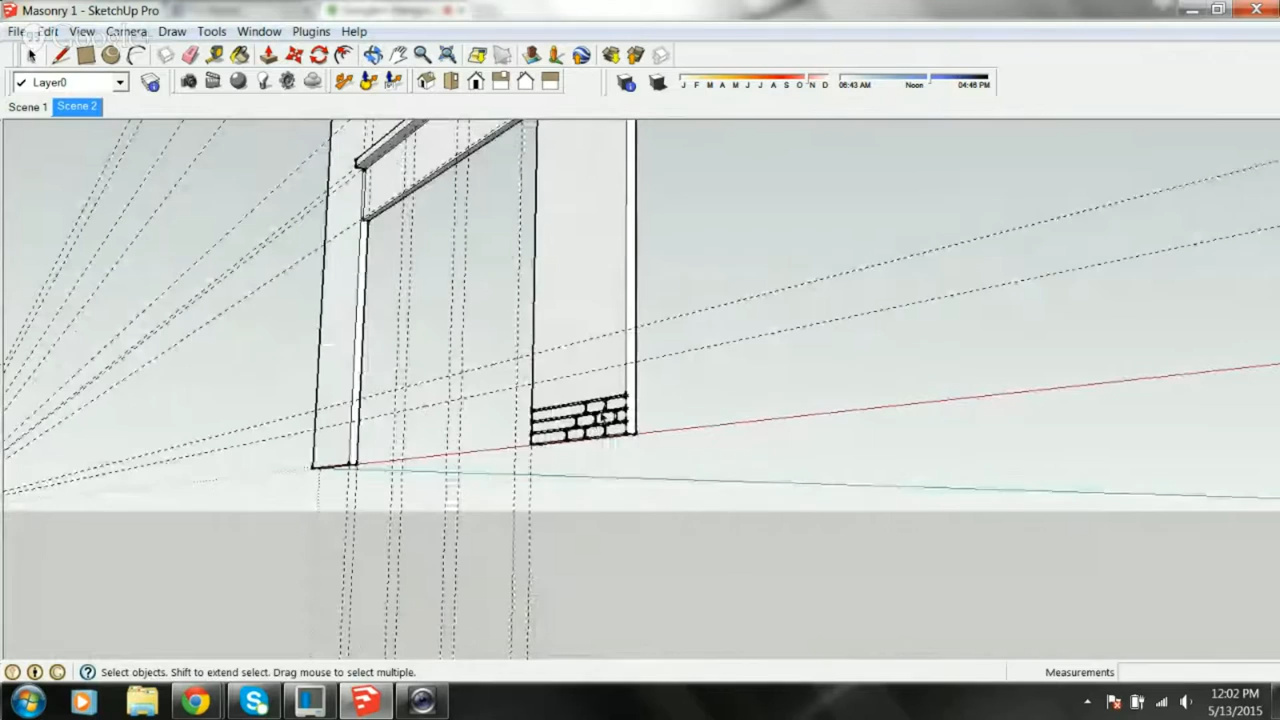 Masonry 1 - SketchUp Pro
File Edit View Camera Draw Tools Window Plugins Help
Layer0
J F M A M J J A S O N D 06:43 AM Noon 04:46 PM
Scene 1 Scene 2
Select objects. Shift to extend select. Drag mouse to select multiple.
Measurements
12:02 PM
5/13/2015